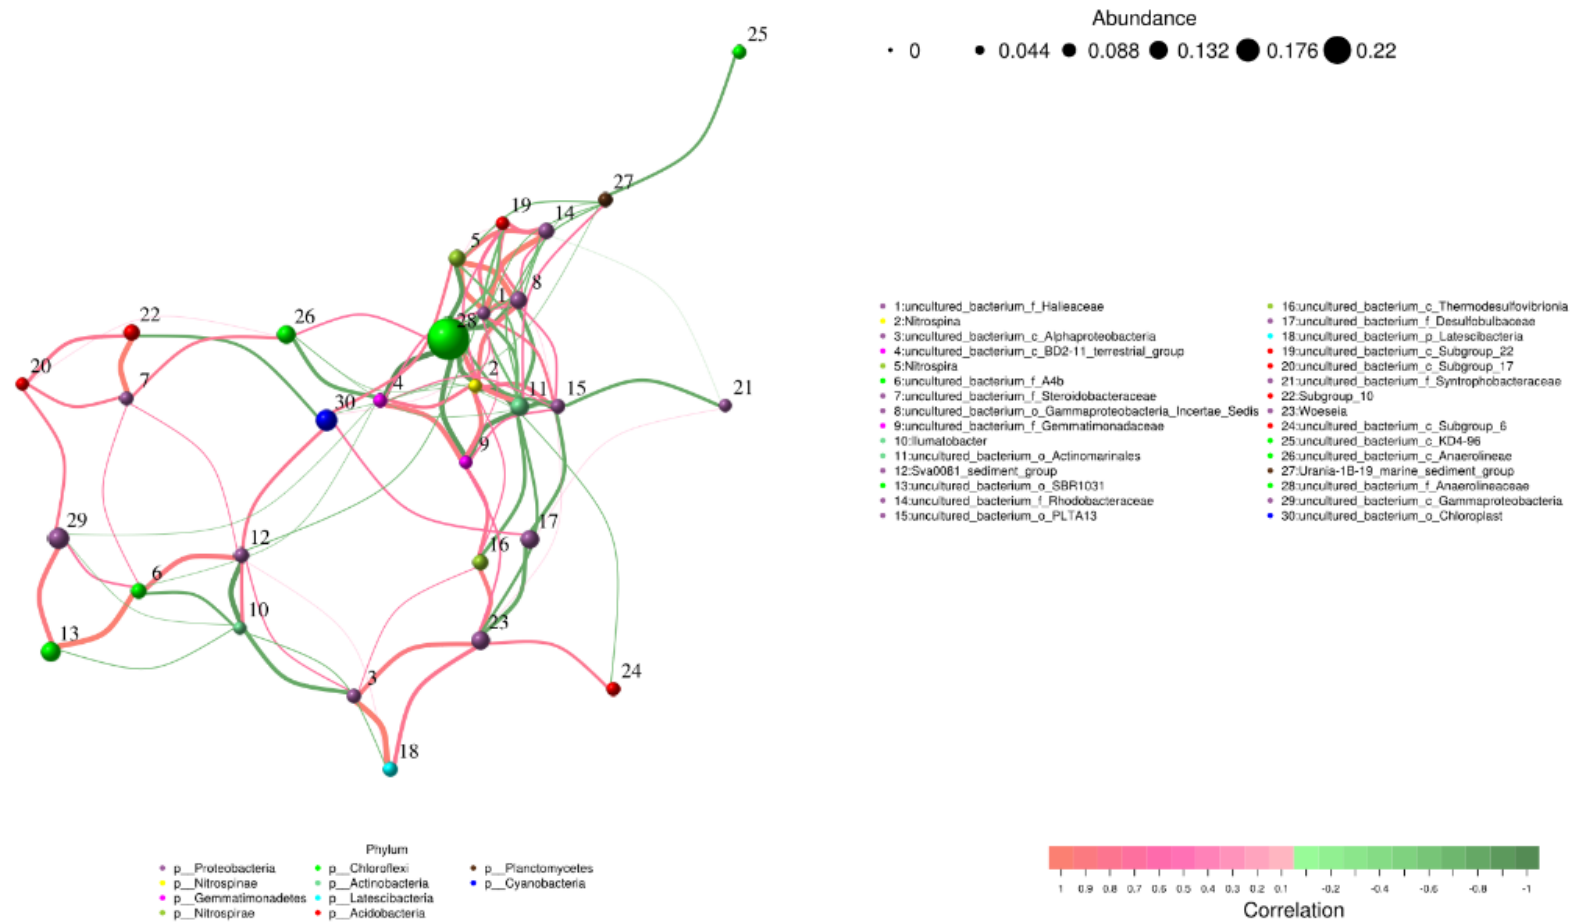 Abundance
0 0.044 0.088 0.132 0.176 0.22
25
27
19
14
5
8
1
28
22
26
20
7
2
4
11
15
21
30
9
29
12
16
17
6
10
13
23
3
24
18
1:uncultured_bacterium_f_Halieaceae
2:Nitrospina
3:uncultured_bacterium_c_Alphaproteobacteria
4:uncultured_bacterium_c_BD2-11_terrestrial_group
5:Nitrospira
6:uncultured_bacterium_f_A4b
7:uncultured_bacterium_f_Steroidobacteraceae
8:uncultured_bacterium_o_Gammaproteobacteria_Incertae_Sedis
9:uncultured_bacterium_f_Gemmatimonadaceae
10:Ilumatobacter
11:uncultured_bacterium_o_Actinomarinales
12:Sva0081_sediment_group
13:uncultured_bacterium_o_SBR1031
14:uncultured_bacterium_f_Rhodobacteraceae
15:uncultured_bacterium_o_PLTA13
16:uncultured_bacterium_c_Thermodesulfovibrionia
17:uncultured_bacterium_f_Desulfobulbaceae
18:uncultured_bacterium_p_Latescibacteria
19:uncultured_bacterium_c_Subgroup_22
20:uncultured_bacterium_c_Subgroup_17
21:uncultured_bacterium_f_Syntrophobacteraceae
22:Subgroup_10
23:Woeseia
24:uncultured_bacterium_c_Subgroup_6
25:uncultured_bacterium_c_KD4-96
26:uncultured_bacterium_c_Anaerolineae
27:Urania-1B-19_marine_sediment_group
28:uncultured_bacterium_f_Anaerolineaceae
29:uncultured_bacterium_c_Gammaproteobacteria
30:uncultured_bacterium_o_Chloroplast
Phylum
p__Proteobacteria
p__Nitrospinae
p__Gemmatimonadetes
p__Nitrospirae
p__Chloroflexi
p__Actinobacteria
p__Latescibacteria
p__Acidobacteria
p__Planctomycetes
p__Cyanobacteria
1 0.9 0.8 0.7 0.6 0.5 0.4 0.3 0.2 0.1 -0.2 -0.4 -0.6 -0.8 -1
Correlation